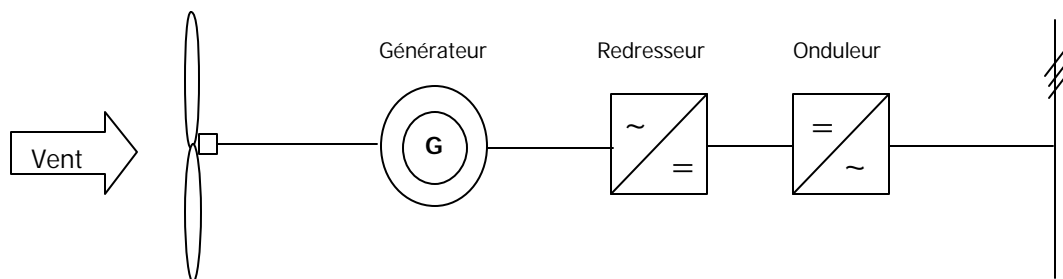 Générateur
Redresseur
Onduleur
Vent
G
~
=
=
~